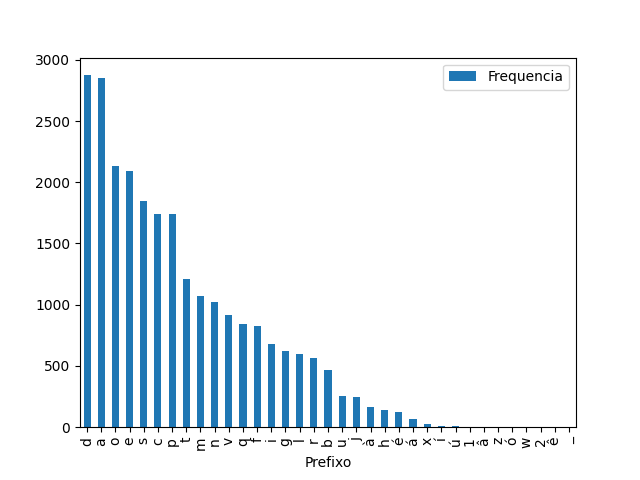 3000
2500
2000
1500
1000
500
0
Frequencia
d a o e s c p t m n v q f i g l r b u j à h é á x í ú 1 â z ó w 2 ê _
Prefixo